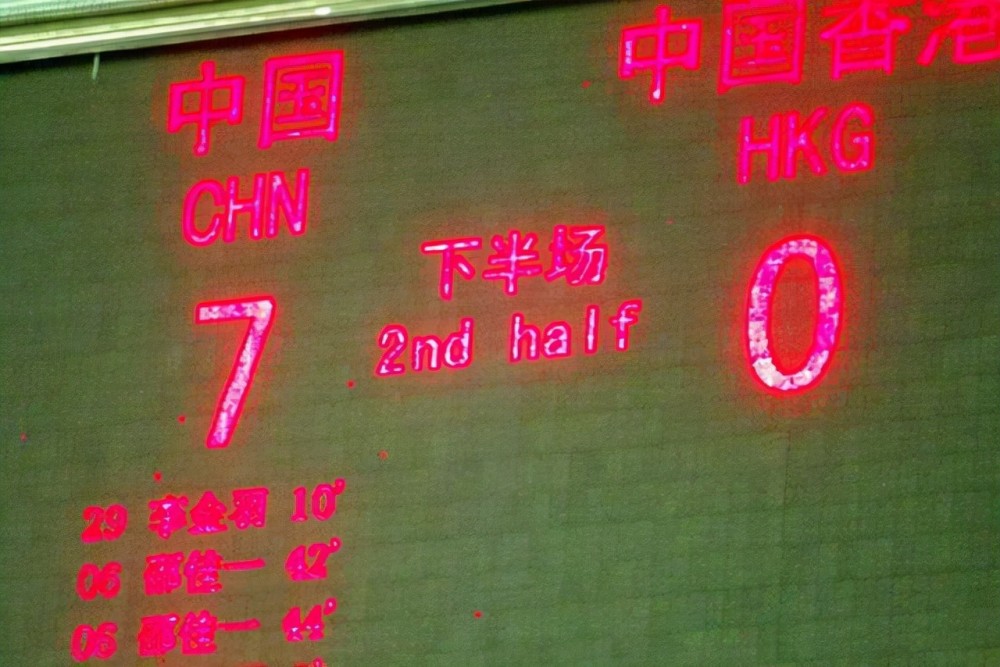 中国
中国香港
CHN
HKG
7
下半场
2nd half
0
29 李金羽 10'
06 邵佳一 42'
06 邵佳一 44'